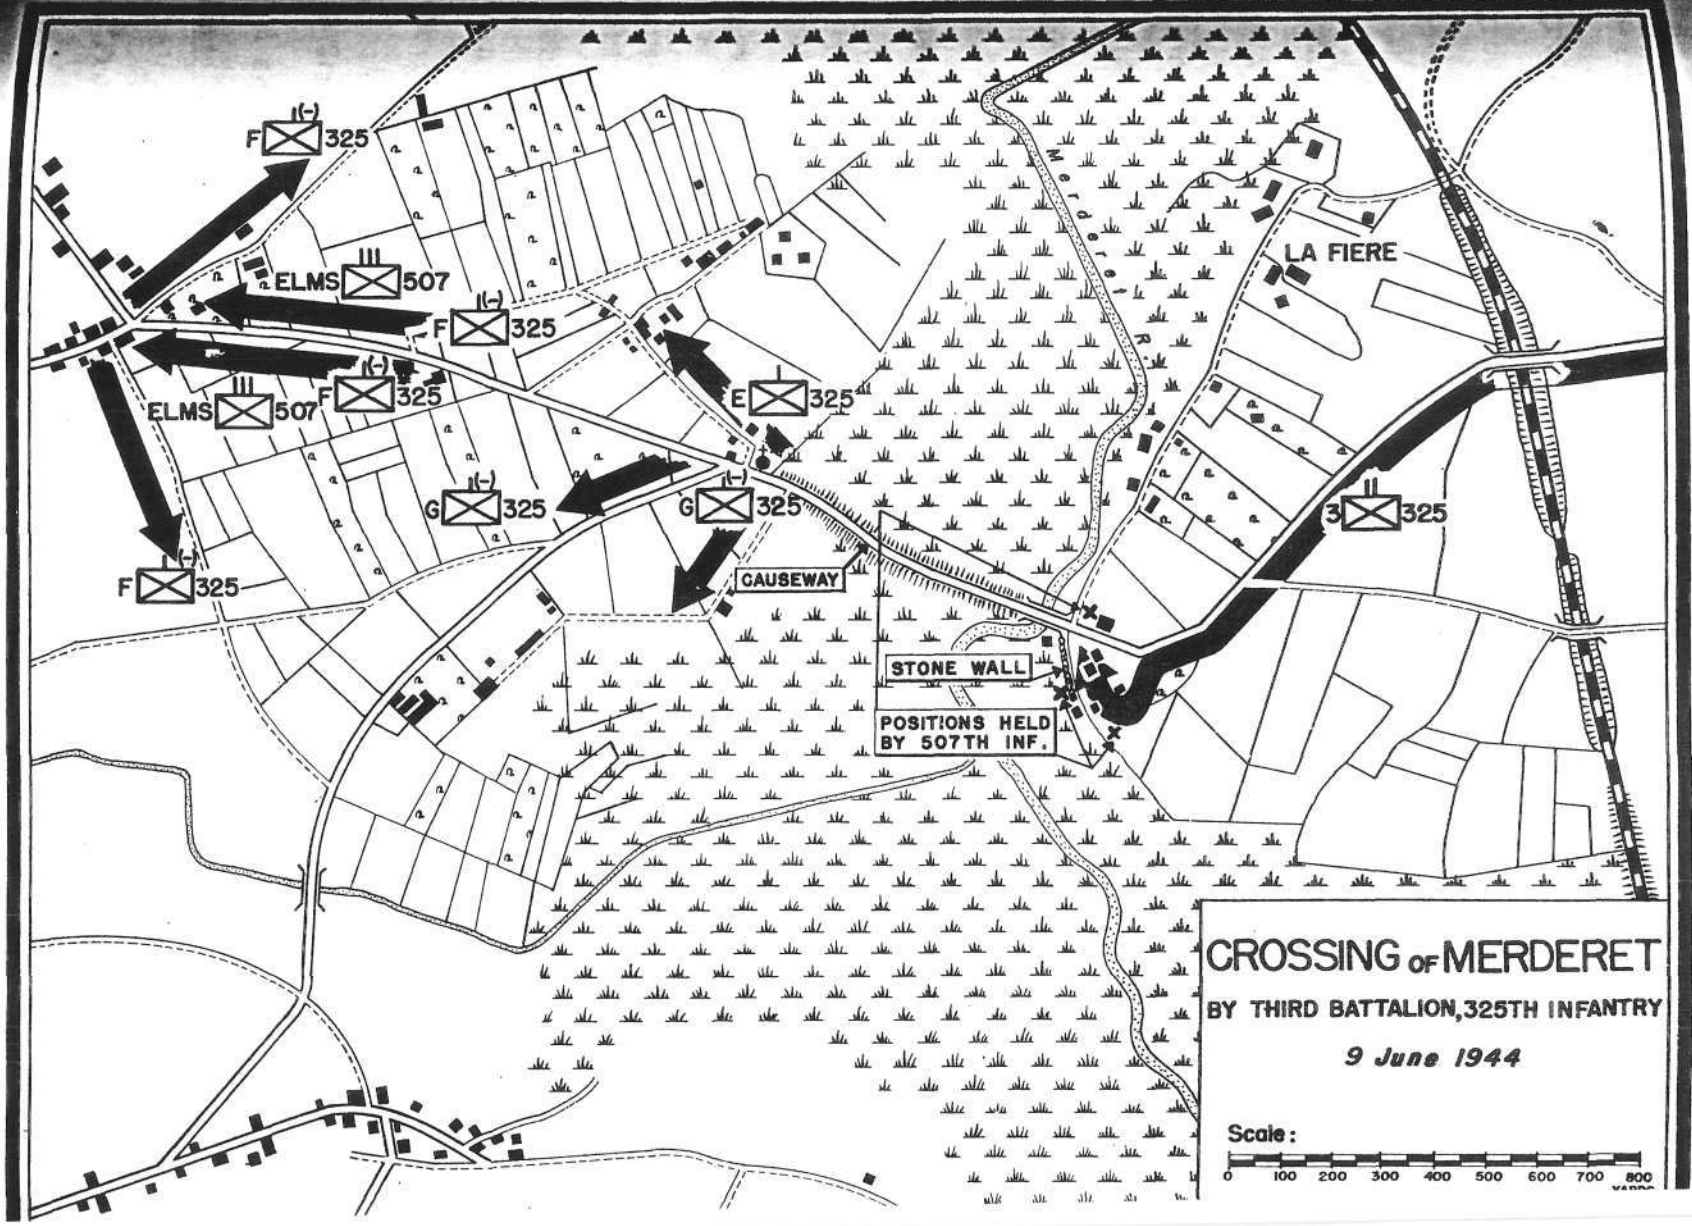 (-)
F 325
Merderet R.
LA FIERE
ELMS 507
(-)
F 325
(-)
F 325
ELMS 507
E 325
(-)
G 325
(-)
G 325
3 325
(-)
F 325
CAUSEWAY
STONE WALL
POSITIONS HELD
BY 507TH INF.
CROSSING OF MERDERET
BY THIRD BATTALION, 325TH INFANTRY
9 June 1944
Scale:
0 100 200 300 400 500 600 700 800
YARDS